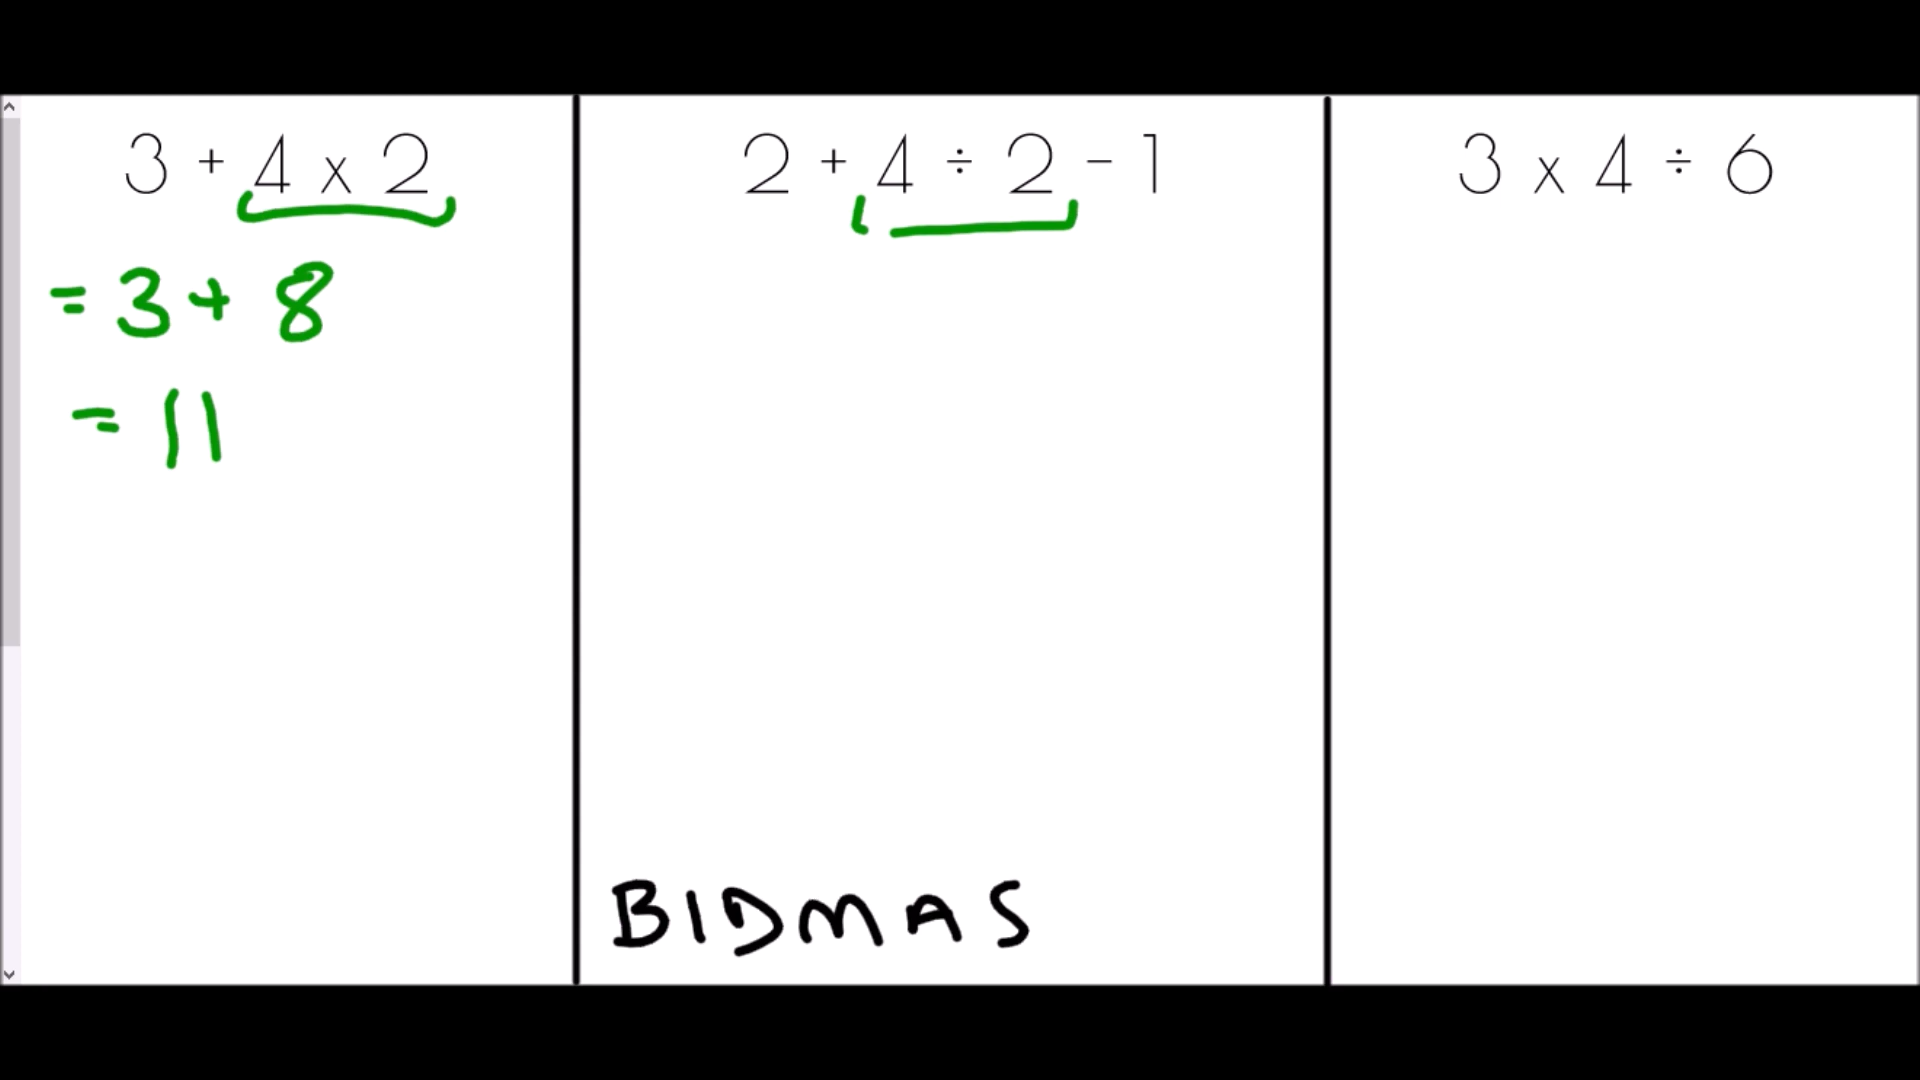 3 + 4 x 2
= 3 + 8
= 11
2 + 4 ÷ 2 - 1
BIDMAS
3 x 4 ÷ 6